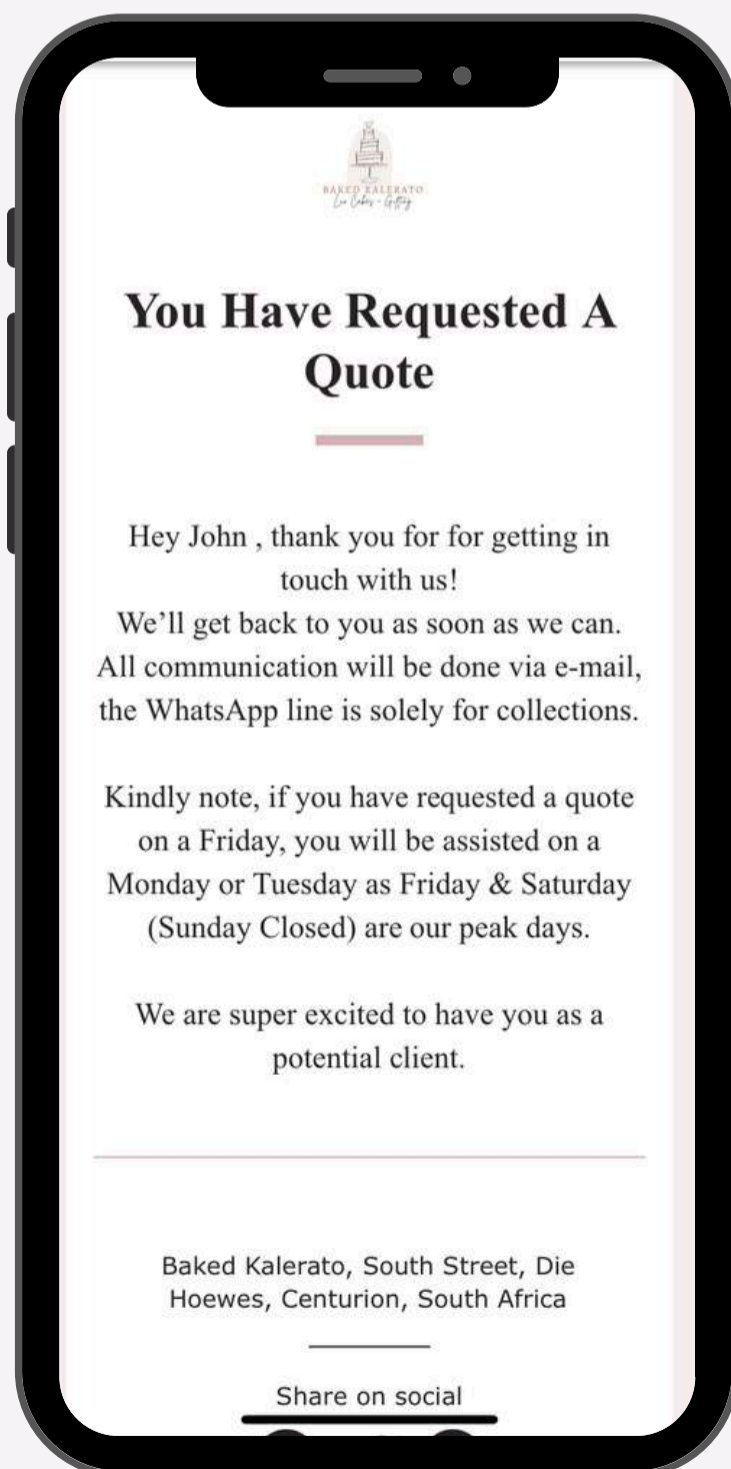 BAKED KALERATO
Lux Cakes - Gifting
You Have Requested A
Quote
Hey John , thank you for for getting in
touch with us!
We’ll get back to you as soon as we can.
All communication will be done via e-mail,
the WhatsApp line is solely for collections.
Kindly note, if you have requested a quote
on a Friday, you will be assisted on a
Monday or Tuesday as Friday & Saturday
(Sunday Closed) are our peak days.
We are super excited to have you as a
potential client.
Baked Kalerato, South Street, Die
Hoewes, Centurion, South Africa
Share on social